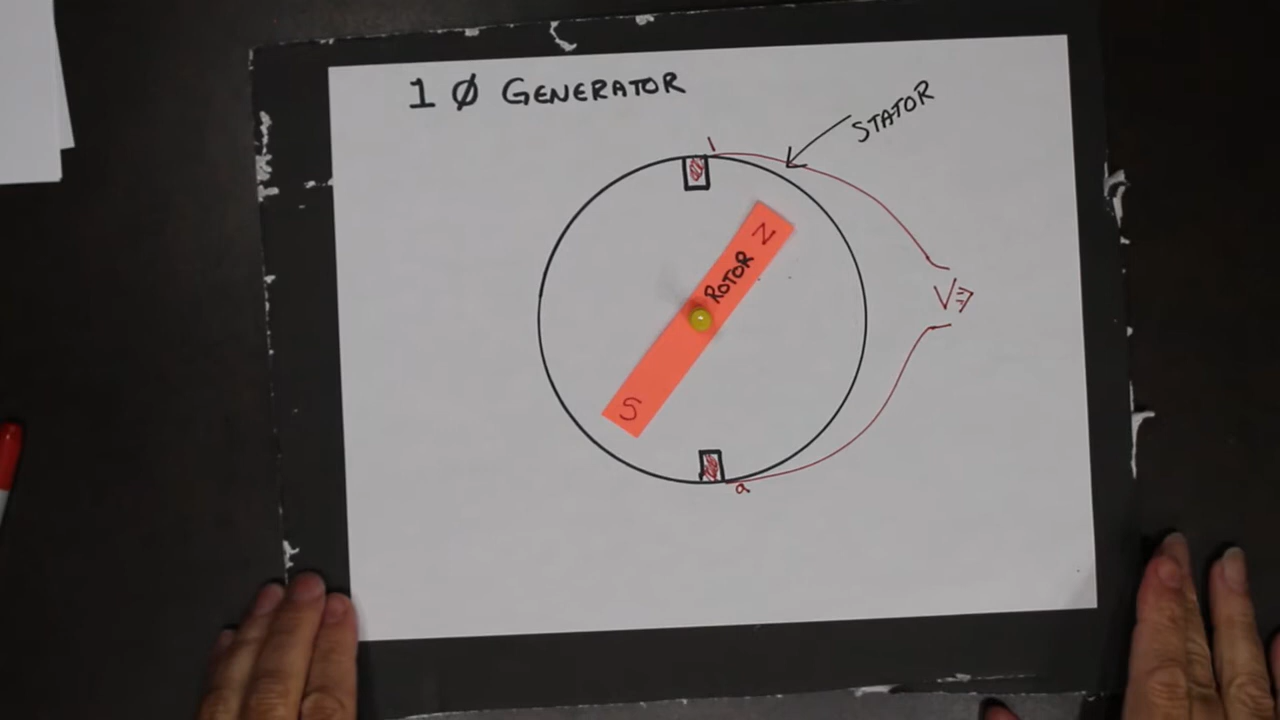 1 Ø GENERATOR
STATOR
1
N
ROTOR
S
V⇒
a